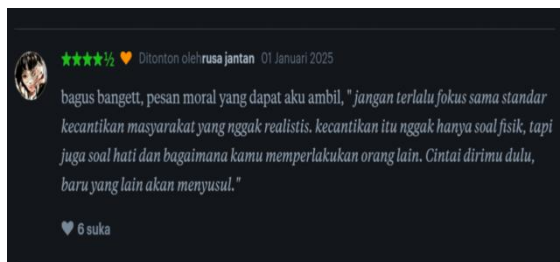 ★★★★½ 🧡 Ditonton olehrusa jantan 01 Januari 2025
bagus bangett, pesan moral yang dapat aku ambil, " jangan terlalu fokus sama standar
kecantikan masyarakat yang nggak realistis. kecantikan itu nggak hanya soal fisik, tapi
juga soal hati dan bagaimana kamu memperlakukan orang lain. Cintai dirimu dulu,
baru yang lain akan menyusul."
♥ 6 suka